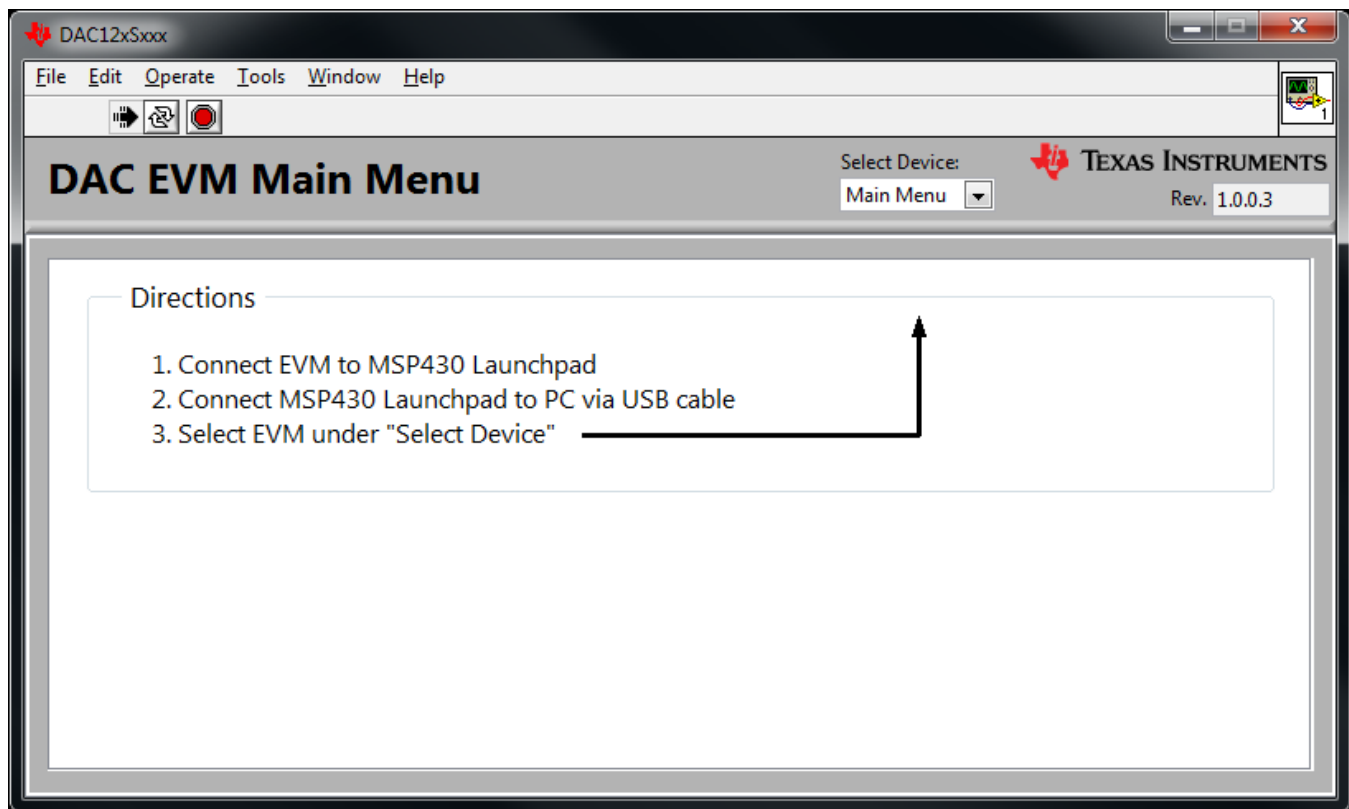 DAC12xSxxx
File Edit Operate Tools Window Help
1
DAC EVM Main Menu
Select Device:
Main Menu
TEXAS INSTRUMENTS
Rev. 1.0.0.3
Directions
1. Connect EVM to MSP430 Launchpad
2. Connect MSP430 Launchpad to PC via USB cable
3. Select EVM under "Select Device"